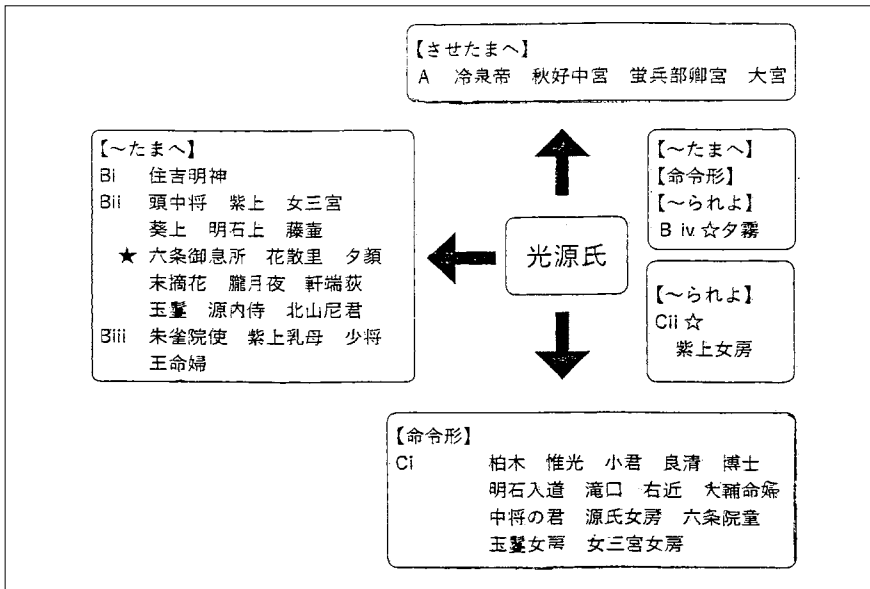 【させたまへ】
A 冷泉帝 秋好中宮 蛍兵部卿宮 大宮
【～たまへ】
Bi 住吉明神
Bii 頭中将 紫上 女三宮
葵上 明石上 藤壷
★ 六条御息所 花散里 夕顔
末摘花 朧月夜 軒端荻
玉鬘 源内侍 北山尼君
Biii 朱雀院使 紫上乳母 少将
王命婦
光源氏
【～たまへ】
【命令形】
【～られよ】
B iv ☆夕霧
【～られよ】
Cii ☆
紫上女房
【命令形】
Ci 柏木 惟光 小君 良清 博士
明石入道 滝口 右近 大輔命婦
中将の君 源氏女房 六条院童
玉鬘女房 女三宮女房